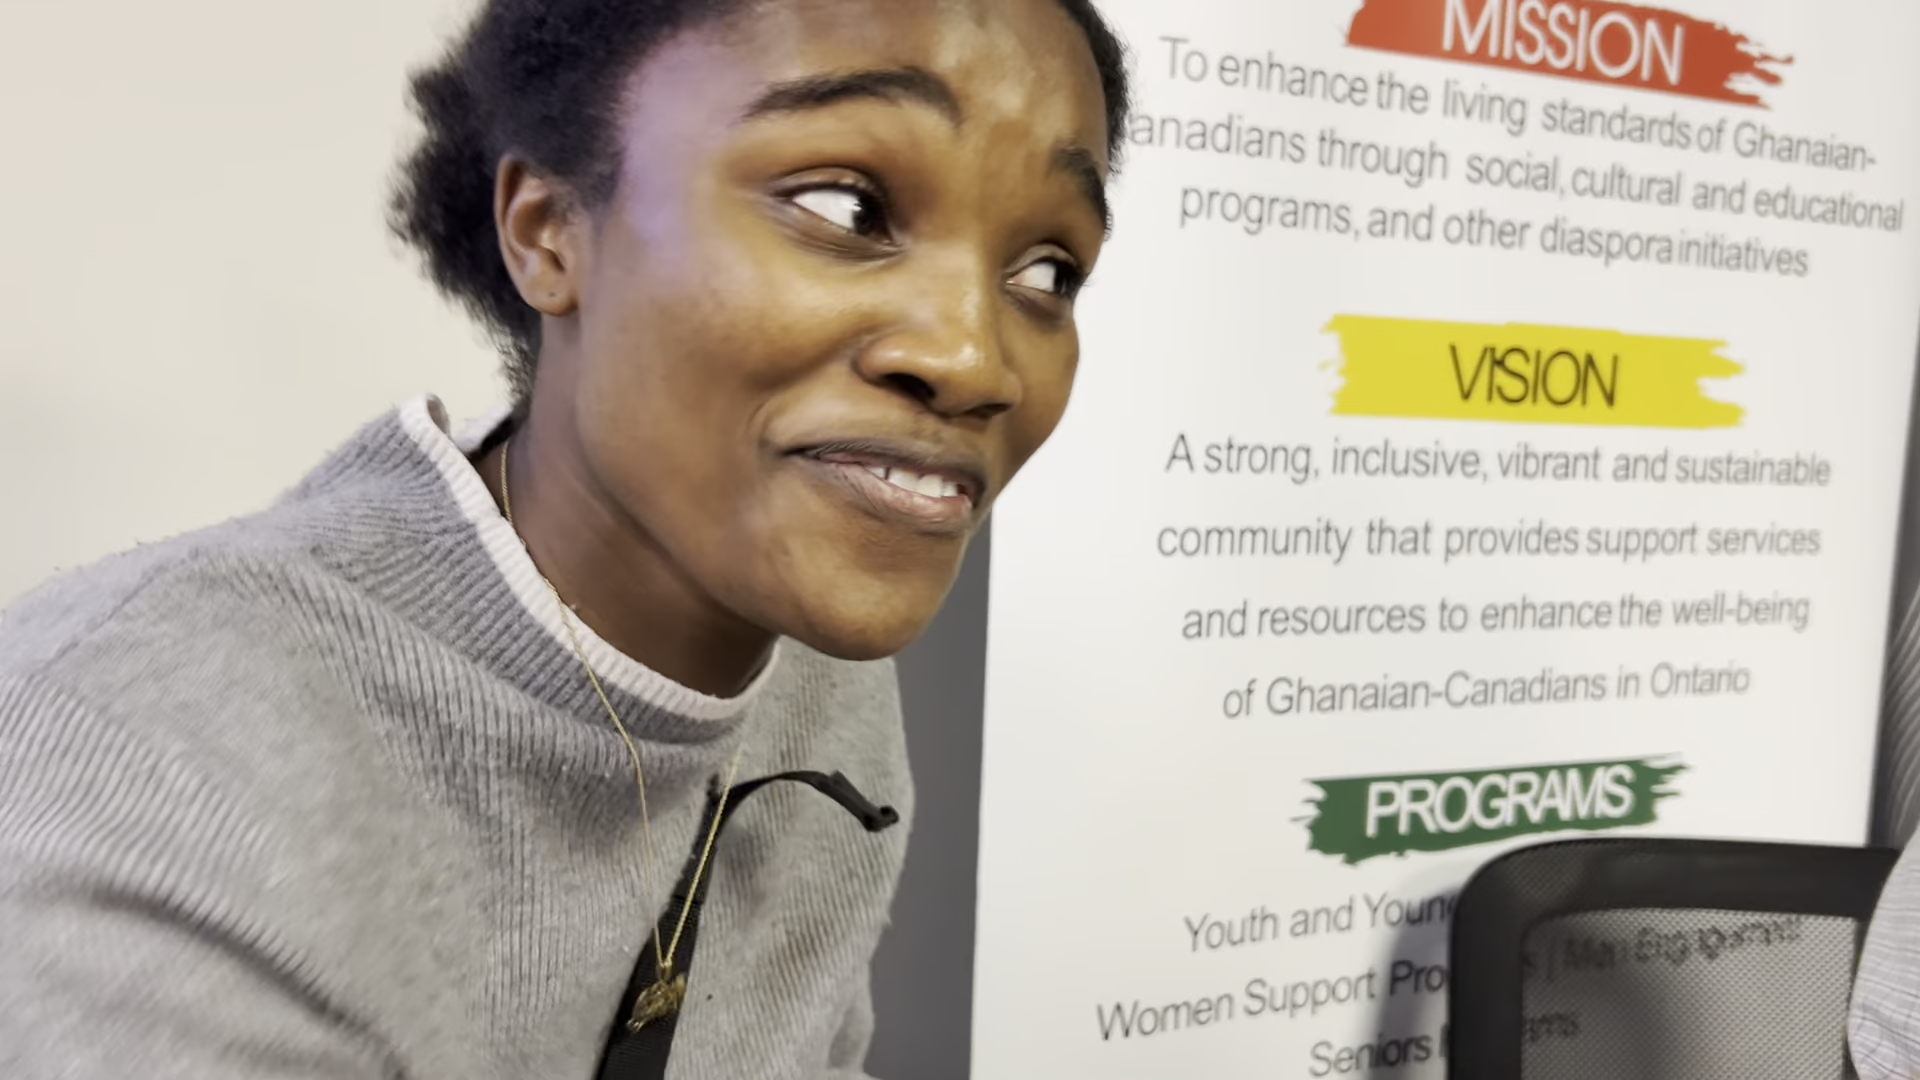 MISSION
To enhance the living standards of Ghanaian-
anadians through social, cultural and educational
programs, and other diaspora initiatives
VISION
A strong, inclusive, vibrant and sustainable
community that provides support services
and resources to enhance the well-being
of Ghanaian-Canadians in Ontario
PROGRAMS
Youth and Youn
Women Support Pro
Seniors